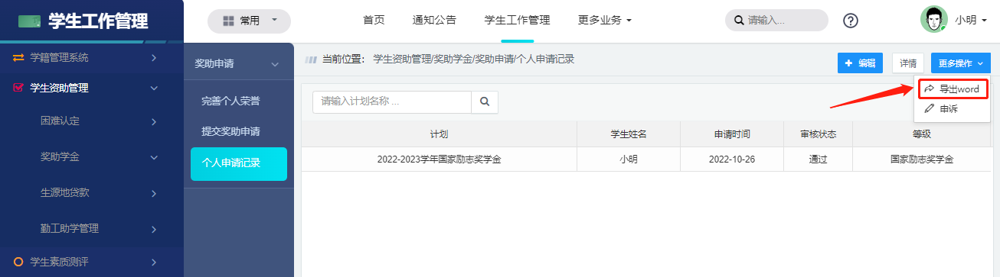 学生工作管理
常用
首页
通知公告
学生工作管理
更多业务
请输入...
小明
学籍管理系统
学生资助管理
困难认定
奖助学金
生源地贷款
勤工助学管理
学生素质测评
奖助申请
完善个人荣誉
提交奖助申请
个人申请记录
当前位置： 学生资助管理/奖助学金/奖助申请/个人申请记录
编辑
详情
更多操作
导出word
申诉
请输入计划名称 ...
计划 学生姓名 申请时间 审核状态 等级
2022-2023学年国家励志奖学金 小明 2022-10-26 通过 国家励志奖学金